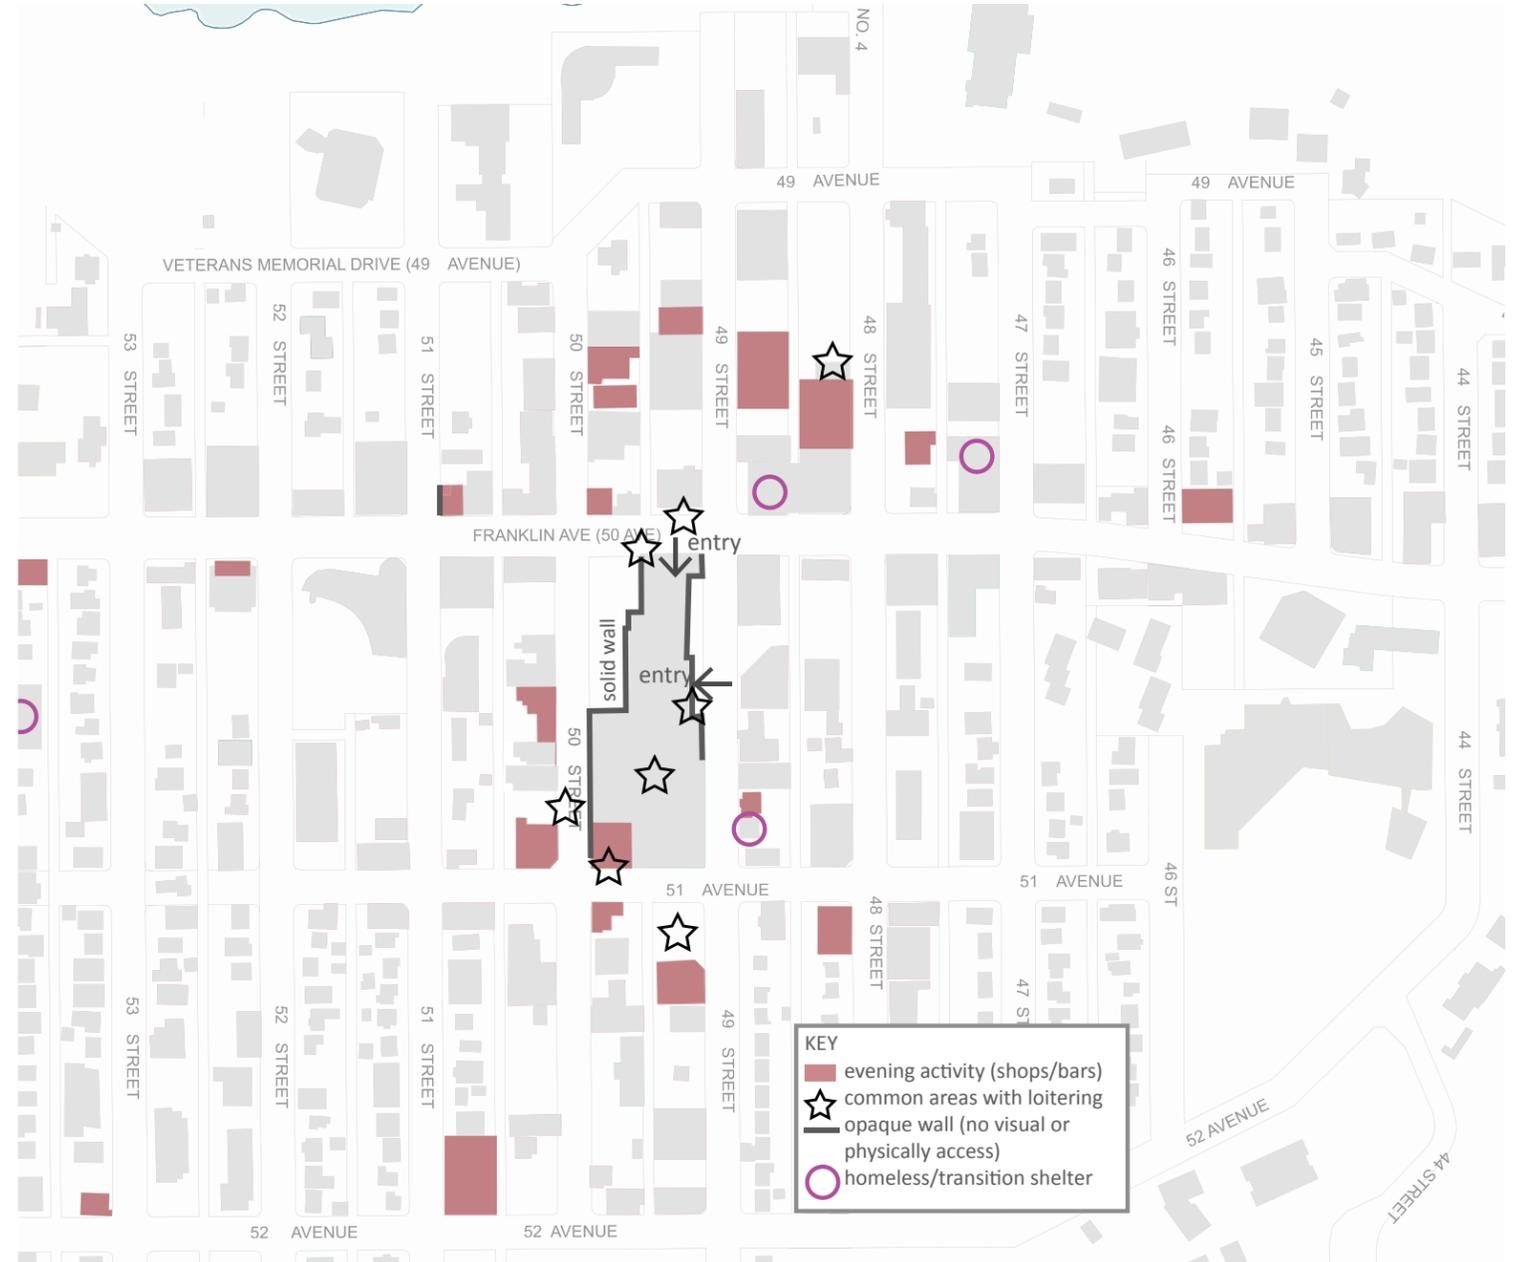 NO. 4
49 AVENUE
49 AVENUE
VETERANS MEMORIAL DRIVE (49 AVENUE)
53 STREET
52 STREET
51 STREET
50 STREET
49 STREET
48 STREET
47 STREET
46 STREET
46 STREET
45 STREET
44 STREET
FRANKLIN AVE (50 AVE)
entry
solid wall
entry
50 STREET
44 STREET
51 AVENUE
51 AVENUE
46 ST
48 STREET
53 STREET
52 STREET
51 STREET
49 STREET
47 ST
KEY
evening activity (shops/bars)
common areas with loitering
opaque wall (no visual or
physically access)
homeless/transition shelter
52 AVENUE
44 STREET
52 AVENUE
52 AVENUE